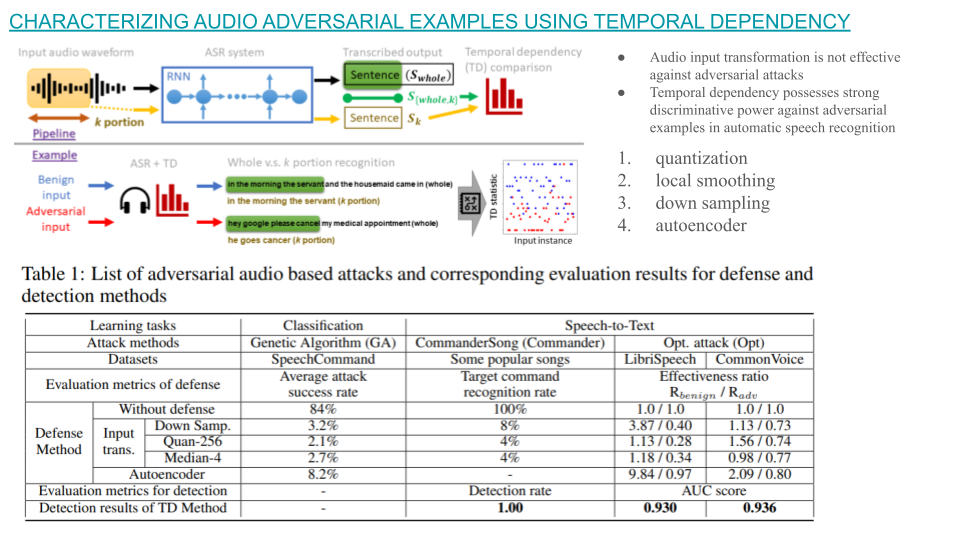 CHARACTERIZING AUDIO ADVERSARIAL EXAMPLES USING TEMPORAL DEPENDENCY
Input audio waveform
ASR system
Transcribed output
Temporal dependency
(TD) comparison
RNN
Sentence (S_whole)
S_{whole,k}
Sentence S_k
k portion
Pipeline
Example
ASR + TD
Whole v.s. k portion recognition
Benign
input
Adversarial
input
in the morning the servant and the housemaid came in (whole)
in the morning the servant (k portion)
hey google please cancel my medical appointment (whole)
he goes cancer (k portion)
TD statistic
Input instance
● Audio input transformation is not effective
against adversarial attacks
● Temporal dependency possesses strong
discriminative power against adversarial
examples in automatic speech recognition
1. quantization
2. local smoothing
3. down sampling
4. autoencoder
Table 1: List of adversarial audio based attacks and corresponding evaluation results for defense and
detection methods
Learning tasks Classification Speech-to-Text
Attack methods Genetic Algorithm (GA) CommanderSong (Commander) Opt. attack (Opt)
Datasets SpeechCommand Some popular songs LibriSpeech CommonVoice
Evaluation metrics of defense Average attack success rate Target command recognition rate Effectiveness ratio R_benign / R_adv
Defense Method
Without defense 84% 100% 1.0 / 1.0 1.0 / 1.0
Input trans.
Down Samp. 3.2% 8% 3.87 / 0.40 1.13 / 0.73
Quan-256 2.1% 4% 1.13 / 0.28 1.56 / 0.74
Median-4 2.7% 4% 1.18 / 0.34 0.98 / 0.77
Autoencoder 8.2% - 9.84 / 0.97 2.09 / 0.80
Evaluation metrics for detection - Detection rate AUC score
Detection results of TD Method - 1.00 0.930 0.936